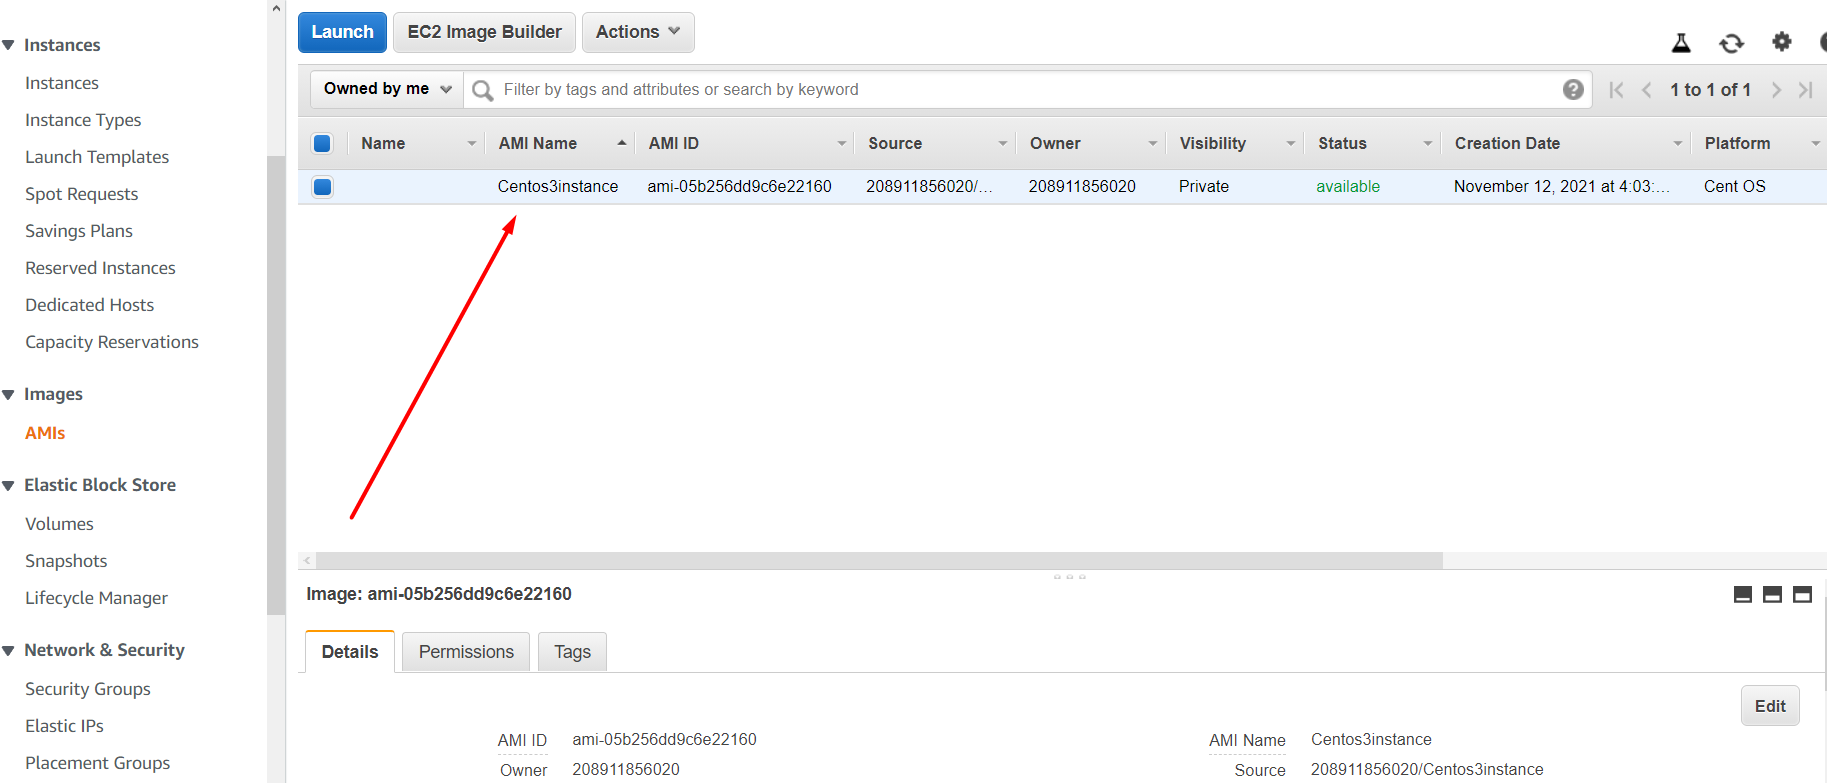 Instances
Instances
Instance Types
Launch Templates
Spot Requests
Savings Plans
Reserved Instances
Dedicated Hosts
Capacity Reservations
Images
AMIs
Elastic Block Store
Volumes
Snapshots
Lifecycle Manager
Network & Security
Security Groups
Elastic IPs
Placement Groups
Launch EC2 Image Builder Actions
Owned by me Filter by tags and attributes or search by keyword ? 1 to 1 of 1
Name AMI Name AMI ID Source Owner Visibility Status Creation Date Platform
Centos3instance ami-05b256dd9c6e22160 208911856020/... 208911856020 Private available November 12, 2021 at 4:03:... Cent OS
Image: ami-05b256dd9c6e22160
Details Permissions Tags
Edit
AMI ID ami-05b256dd9c6e22160 AMI Name Centos3instance
Owner 208911856020 Source 208911856020/Centos3instance